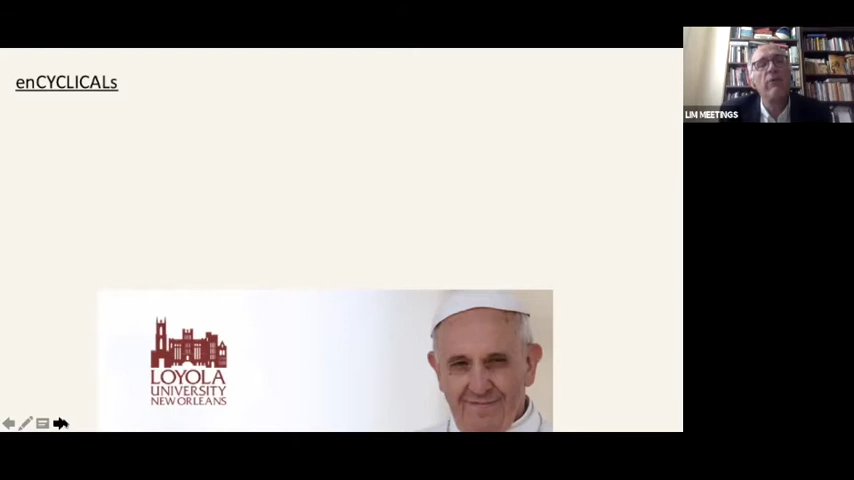 enCYCLICALs
LIM MEETINGS
LOYOLA
UNIVERSITY
NEW ORLEANS